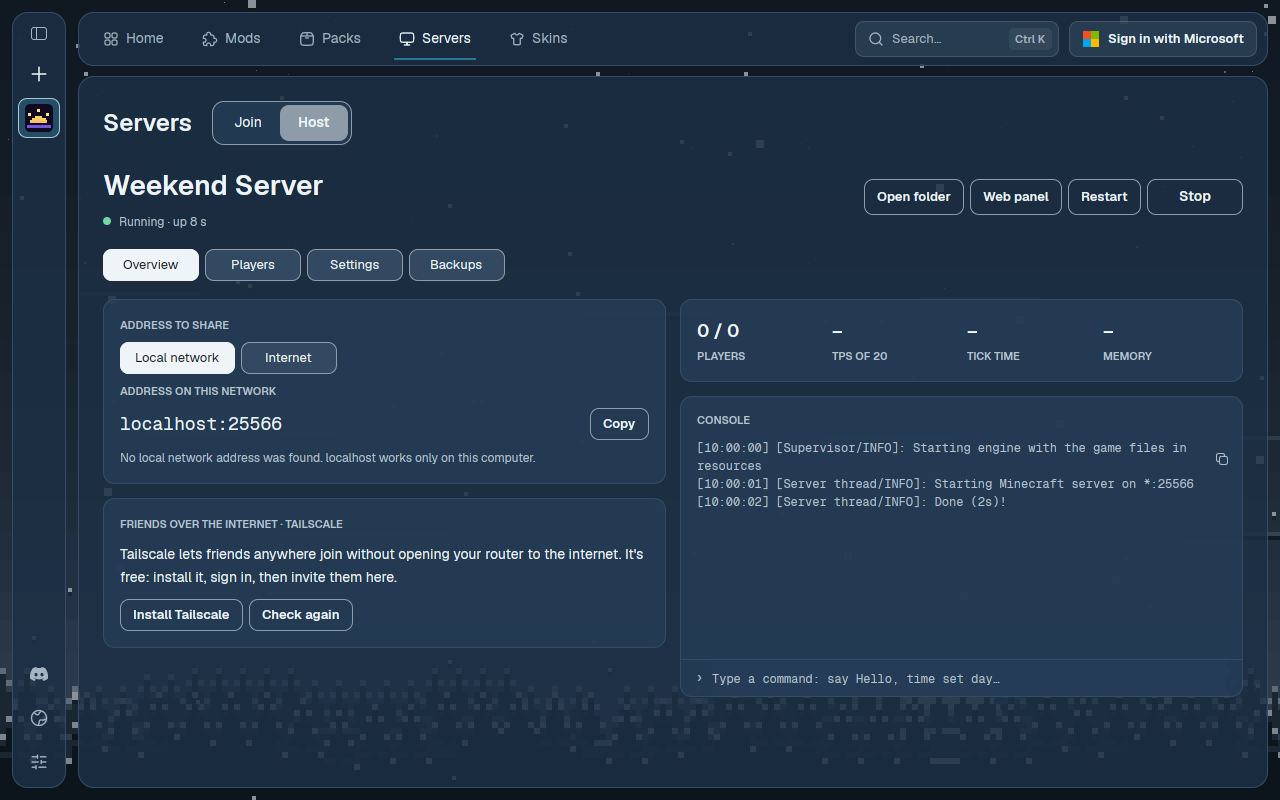 Home
Mods
Packs
Servers
Skins
Search...
Ctrl K
Sign in with Microsoft
Servers
Join
Host
Weekend Server
Running · up 8 s
Open folder
Web panel
Restart
Stop
Overview
Players
Settings
Backups
ADDRESS TO SHARE
Local network
Internet
ADDRESS ON THIS NETWORK
localhost:25566
Copy
No local network address was found. localhost works only on this computer.
FRIENDS OVER THE INTERNET · TAILSCALE
Tailscale lets friends anywhere join without opening your router to the internet. It's
free: install it, sign in, then invite them here.
Install Tailscale
Check again
0 / 0
PLAYERS
–
TPS OF 20
–
TICK TIME
–
MEMORY
CONSOLE
[10:00:00] [Supervisor/INFO]: Starting engine with the game files in
resources
[10:00:01] [Server thread/INFO]: Starting Minecraft server on *:25566
[10:00:02] [Server thread/INFO]: Done (2s)!
› Type a command: say Hello, time set day…